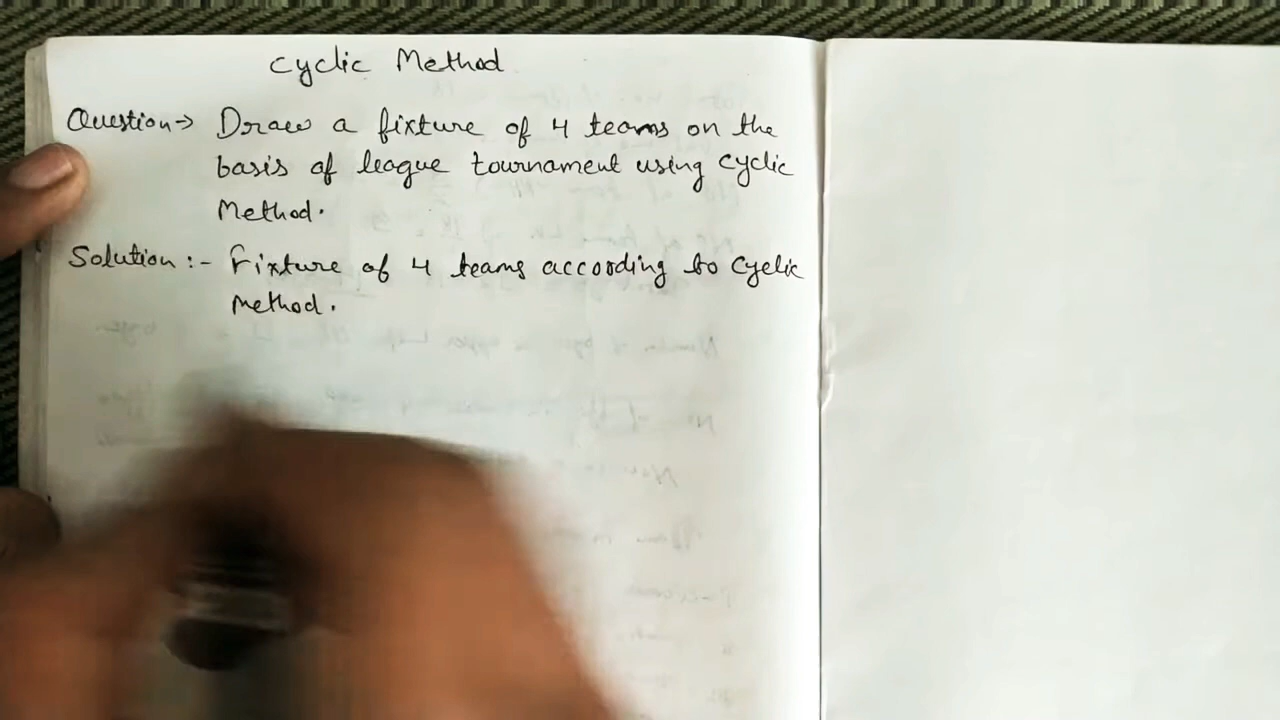 Cyclic Method
Question→ Draw a fixture of 4 teams on the
basis of league tournament using cyclic
Method.
Solution :- Fixture of 4 teams according to cyclic
Method.